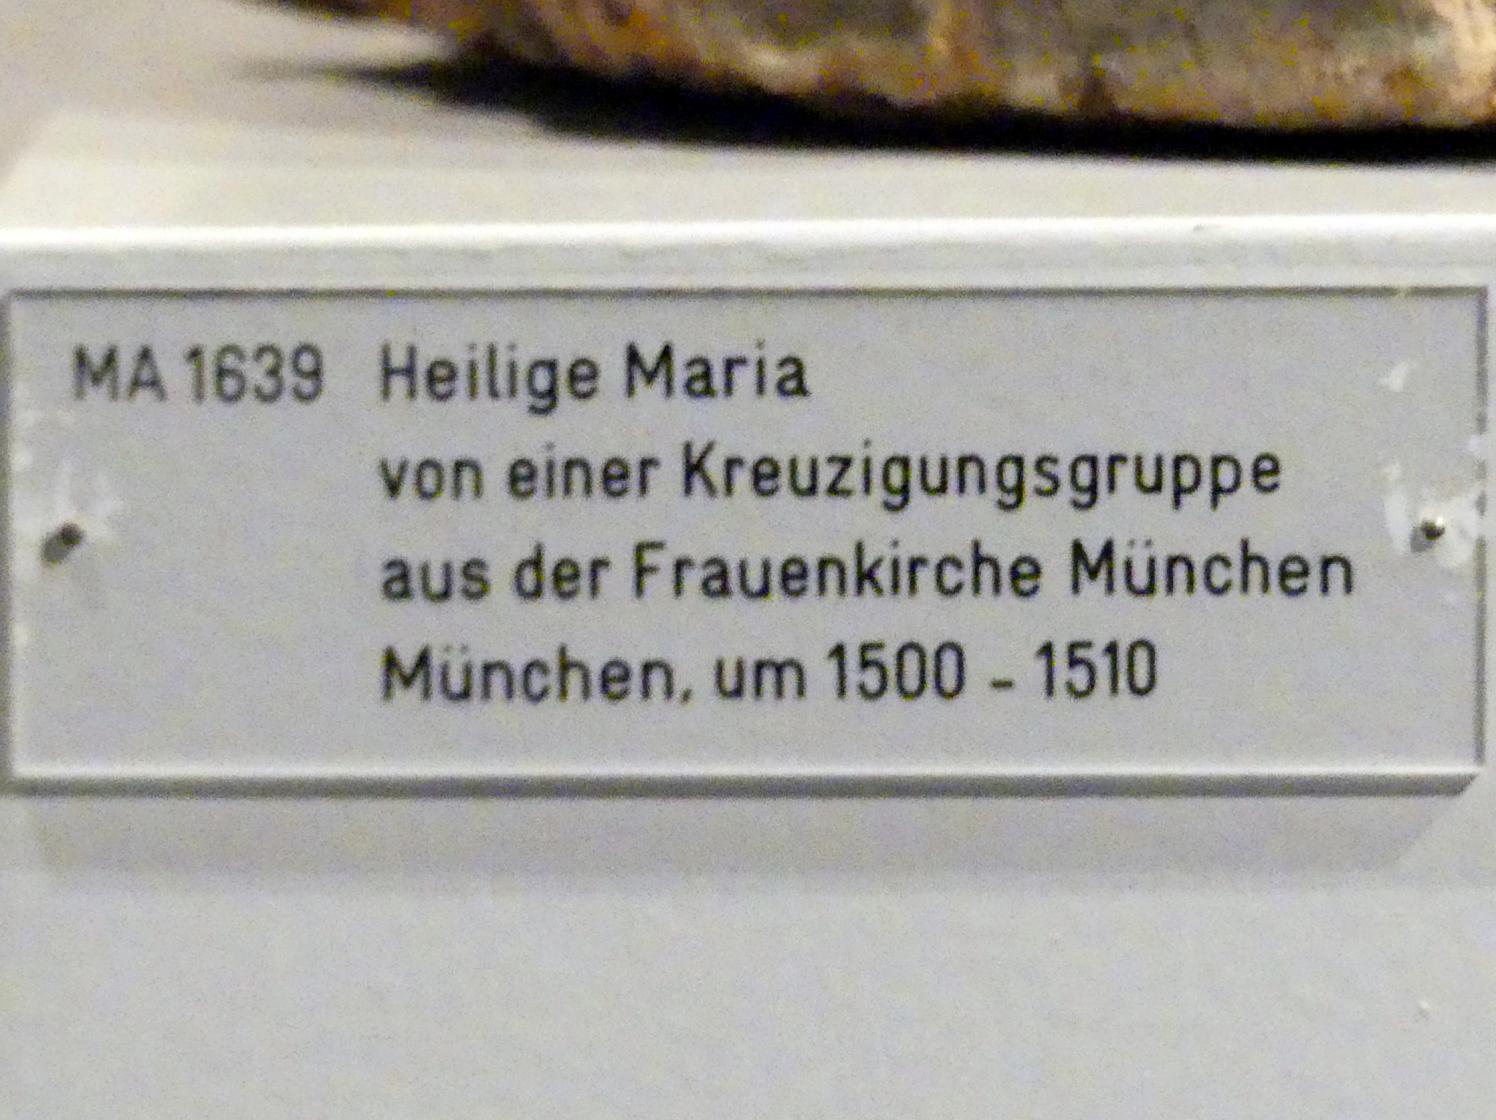 MA 1639 Heilige Maria
von einer Kreuzigungsgruppe
aus der Frauenkirche München
München, um 1500 - 1510